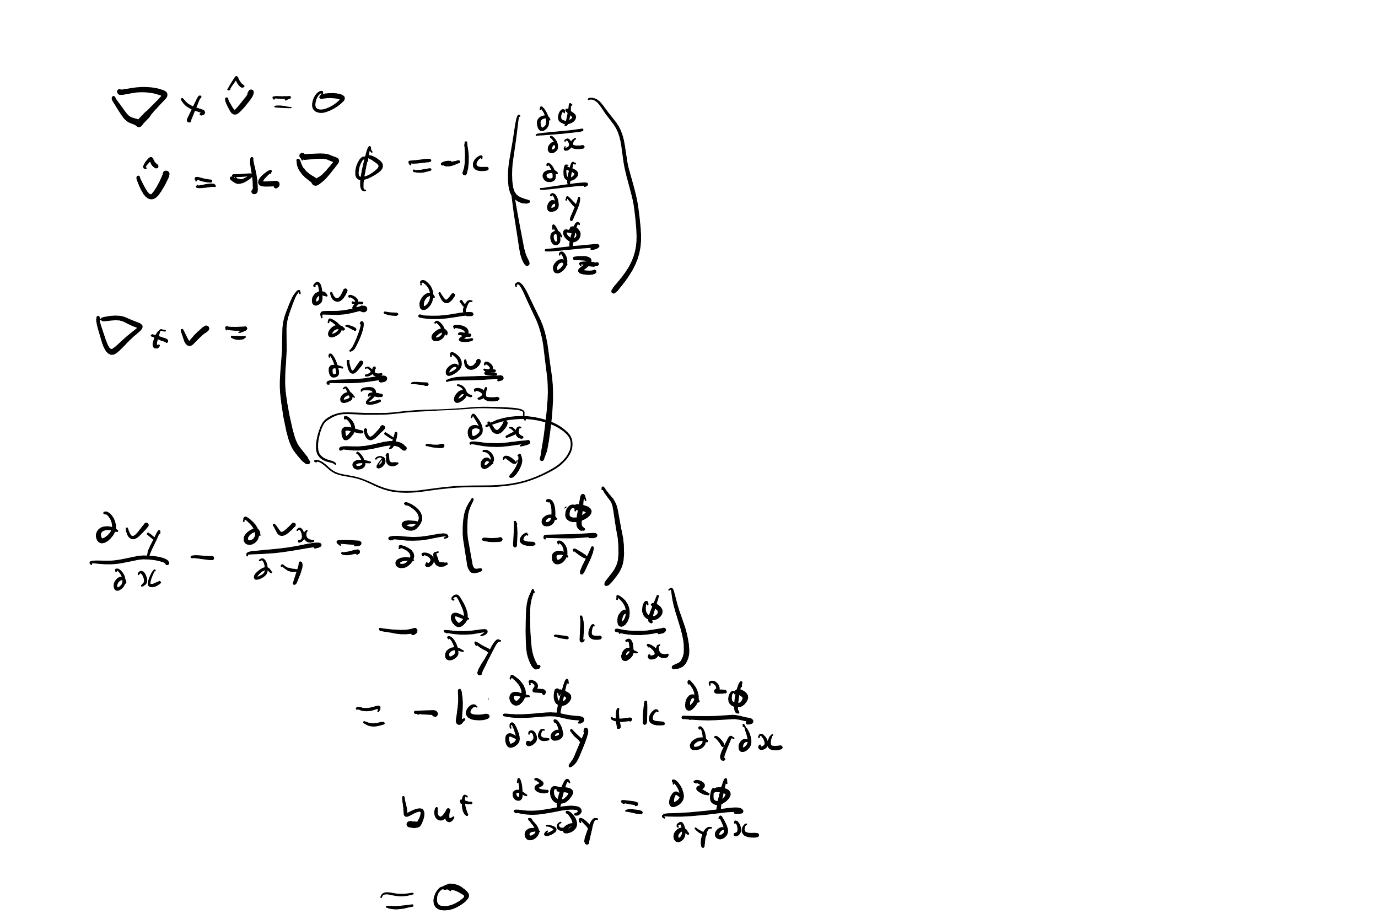 ∇ × v̂ = 0
v̂ = -k ∇ φ = -k (∂φ/∂x, ∂φ/∂y, ∂φ/∂z)
∇ × v = (∂v_z/∂y - ∂v_y/∂z, ∂v_x/∂z - ∂v_z/∂x, ∂v_y/∂x - ∂v_x/∂y)
∂v_y/∂x - ∂v_x/∂y = ∂/∂x (-k ∂φ/∂y)
- ∂/∂y (-k ∂φ/∂x)
= -k ∂²φ/∂x∂y + k ∂²φ/∂y∂x
but ∂²φ/∂x∂y = ∂²φ/∂y∂x
= 0